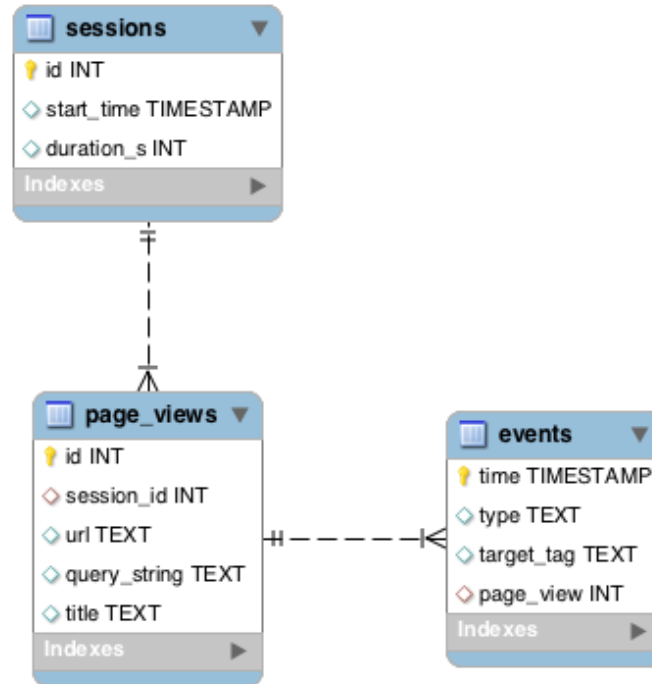 sessions
id INT
start_time TIMESTAMP
duration_s INT
Indexes
page_views
id INT
session_id INT
url TEXT
query_string TEXT
title TEXT
Indexes
events
time TIMESTAMP
type TEXT
target_tag TEXT
page_view INT
Indexes